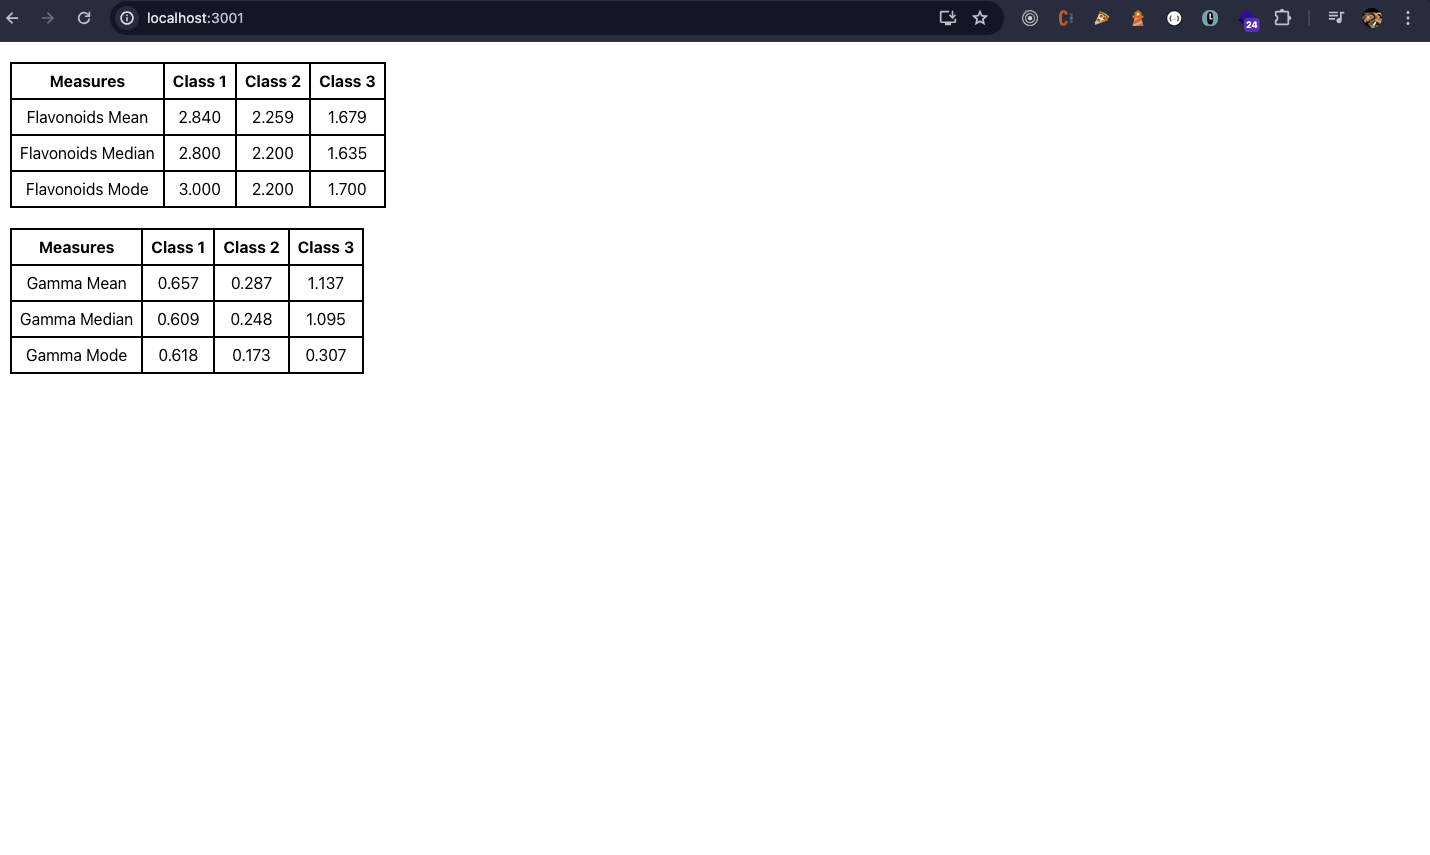 localhost:3001
24
Measures Class 1 Class 2 Class 3
Flavonoids Mean 2.840 2.259 1.679
Flavonoids Median 2.800 2.200 1.635
Flavonoids Mode 3.000 2.200 1.700
Measures Class 1 Class 2 Class 3
Gamma Mean 0.657 0.287 1.137
Gamma Median 0.609 0.248 1.095
Gamma Mode 0.618 0.173 0.307